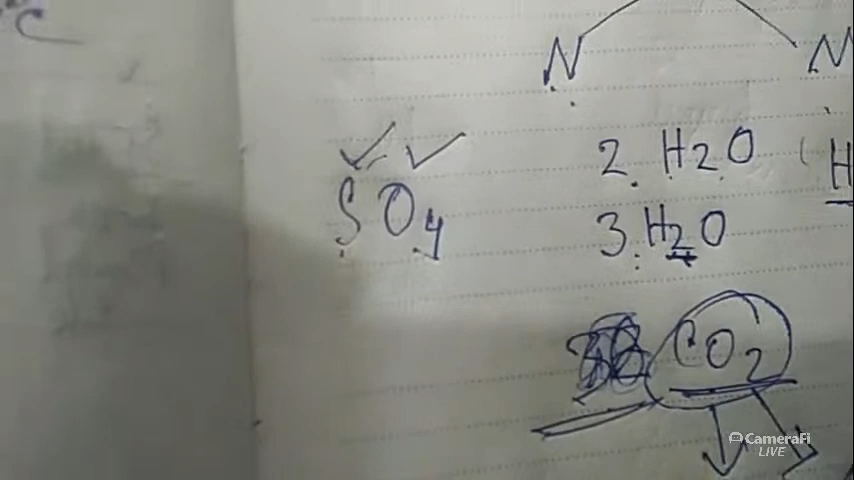 C
N N
2. H2O ( H
SO4
3. H2O
CO2
CameraFi
LIVE